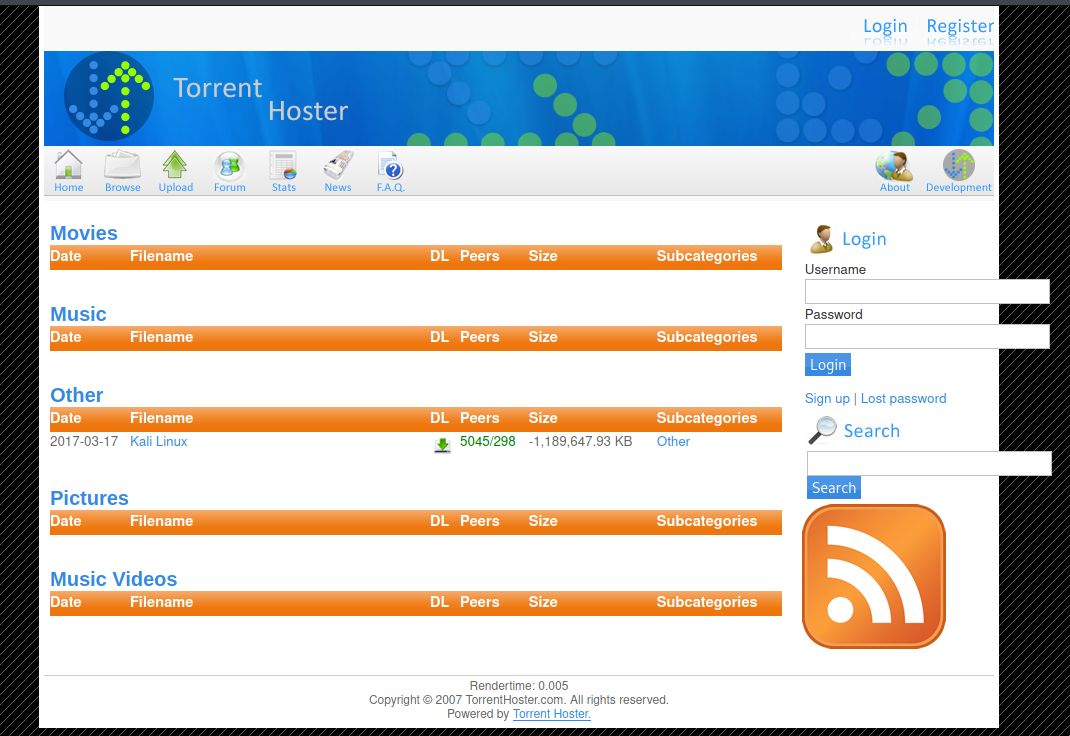 Login Register
Torrent
Hoster
Home Browse Upload Forum Stats News F.A.Q. About Development
Movies
Date Filename DL Peers Size Subcategories
Music
Date Filename DL Peers Size Subcategories
Other
Date Filename DL Peers Size Subcategories
2017-03-17 Kali Linux 5045/298 -1,189,647.93 KB Other
Pictures
Date Filename DL Peers Size Subcategories
Music Videos
Date Filename DL Peers Size Subcategories
Login
Username
Password
Login
Sign up | Lost password
Search
Search
Rendertime: 0.005
Copyright © 2007 TorrentHoster.com. All rights reserved.
Powered by Torrent Hoster.